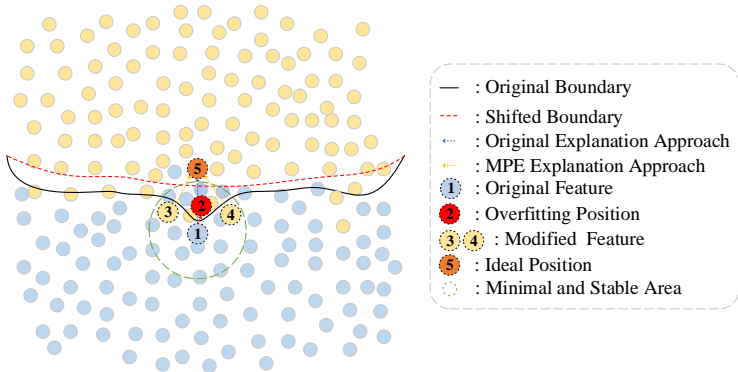 5
3
2
4
1
: Original Boundary
: Shifted Boundary
: Original Explanation Approach
: MPE Explanation Approach
1 : Original Feature
2 : Overfitting Position
3 4 : Modified Feature
5 : Ideal Position
: Minimal and Stable Area